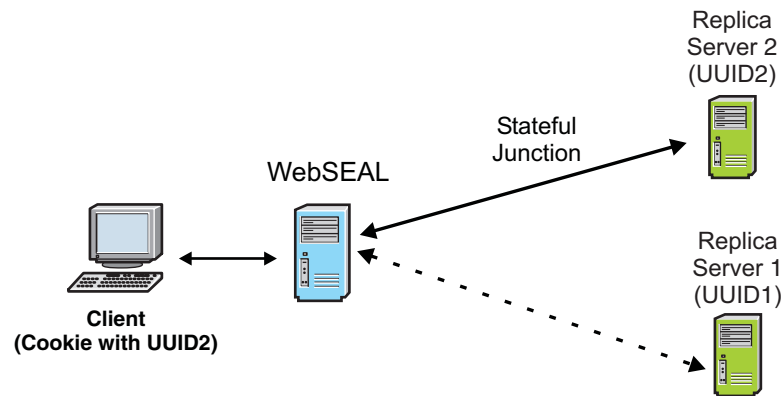 Replica
Server 2
(UUID2)
Stateful
Junction
WebSEAL
Replica
Server 1
(UUID1)
Client
(Cookie with UUID2)